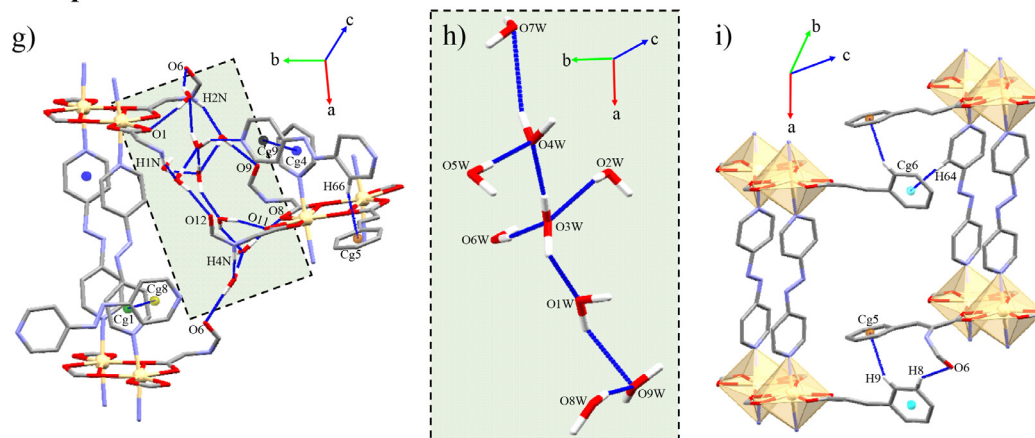 g)
c
b
a
O6
H2N
O1
H1N
Cg9
Cg4
O9
H66
O8
O11
O12
Cg5
H4N
Cg8
Cg1
O6
h)
O7W
c
b
a
O4W
O5W
O2W
O6W
O3W
O1W
O8W
O9W
i)
b
c
a
Cg6
H64
Cg5
H9
H8
O6